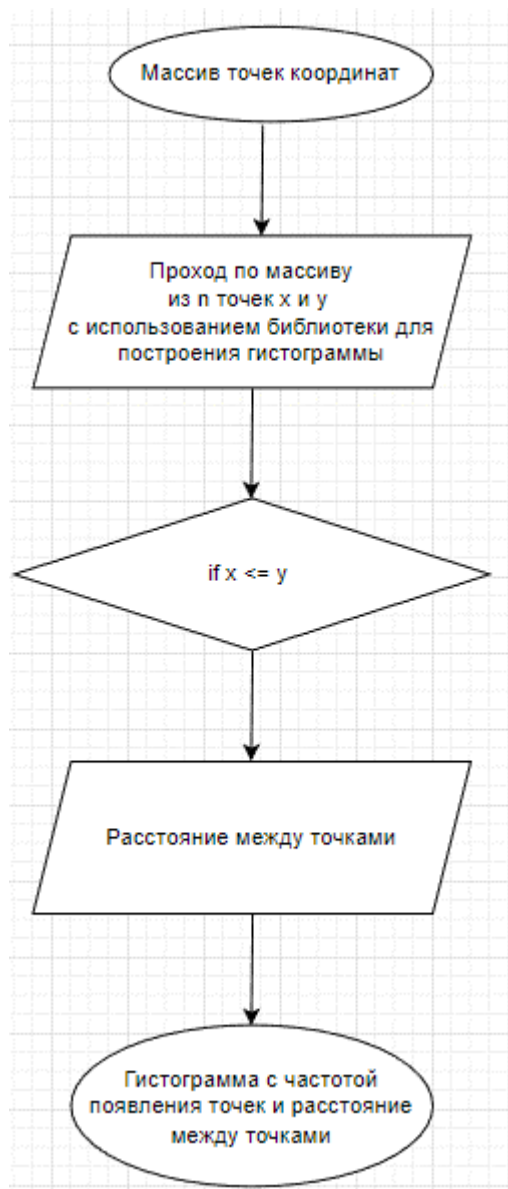 Массив точек координат
Проход по массиву
из n точек x и y
с использованием библиотеки для
построения гистограммы
if x <= y
Расстояние между точками
Гистограмма с частотой
появления точек и расстояние
между точками